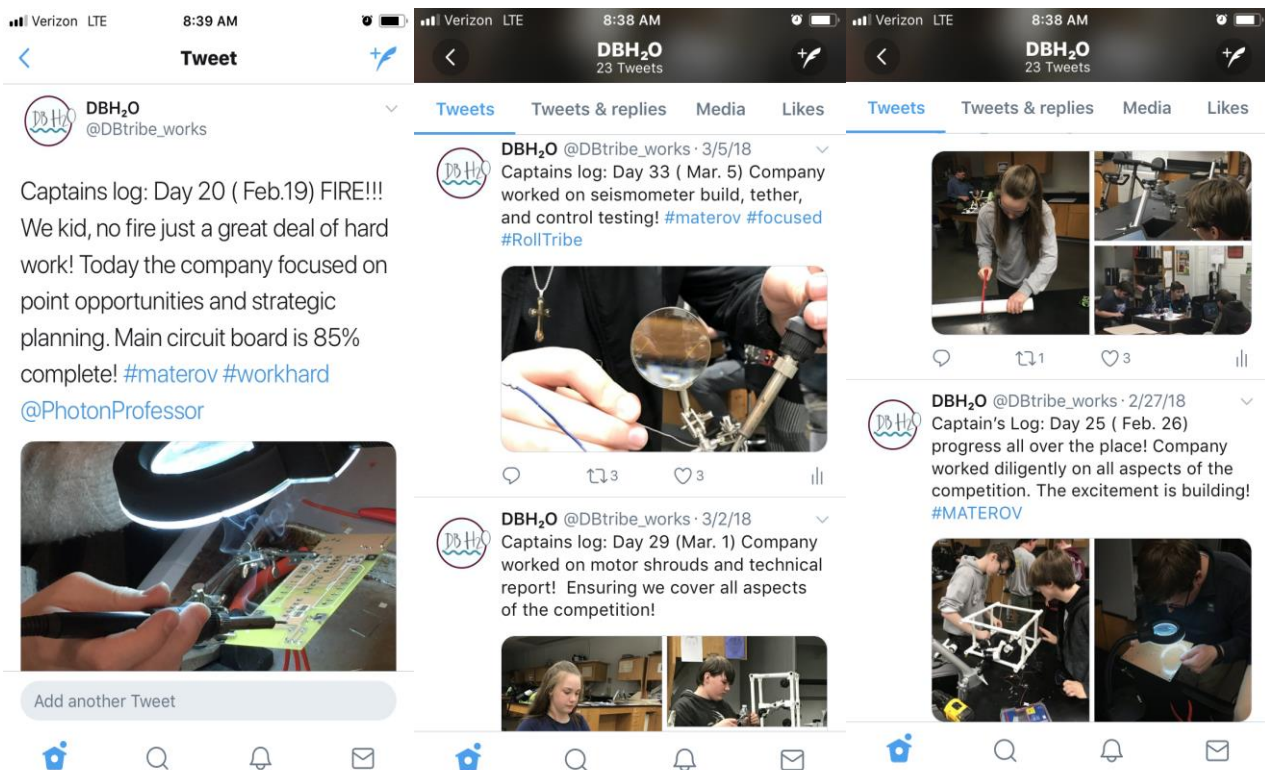 Verizon LTE 8:39 AM
Tweet
DBH₂O
@DBtribe_works
Captains log: Day 20 ( Feb.19) FIRE!!!
We kid, no fire just a great deal of hard
work! Today the company focused on
point opportunities and strategic
planning. Main circuit board is 85%
complete! #materov #workhard
@PhotonProfessor
Add another Tweet
Verizon LTE 8:38 AM
DBH₂O
23 Tweets
Tweets Tweets & replies Media Likes
DBH₂O @DBtribe_works · 3/5/18
Captains log: Day 33 ( Mar. 5) Company
worked on seismometer build, tether,
and control testing! #materov #focused
#RollTribe
3 3
DBH₂O @DBtribe_works · 3/2/18
Captains log: Day 29 (Mar. 1) Company
worked on motor shrouds and technical
report! Ensuring we cover all aspects
of the competition!
Verizon LTE 8:38 AM
DBH₂O
23 Tweets
Tweets Tweets & replies Media Likes
1 3
DBH₂O @DBtribe_works · 2/27/18
Captain's Log: Day 25 ( Feb. 26)
progress all over the place! Company
worked diligently on all aspects of the
competition. The excitement is building!
#MATEROV
DB H₂O
DB H₂O
DB H₂O
DB H₂O